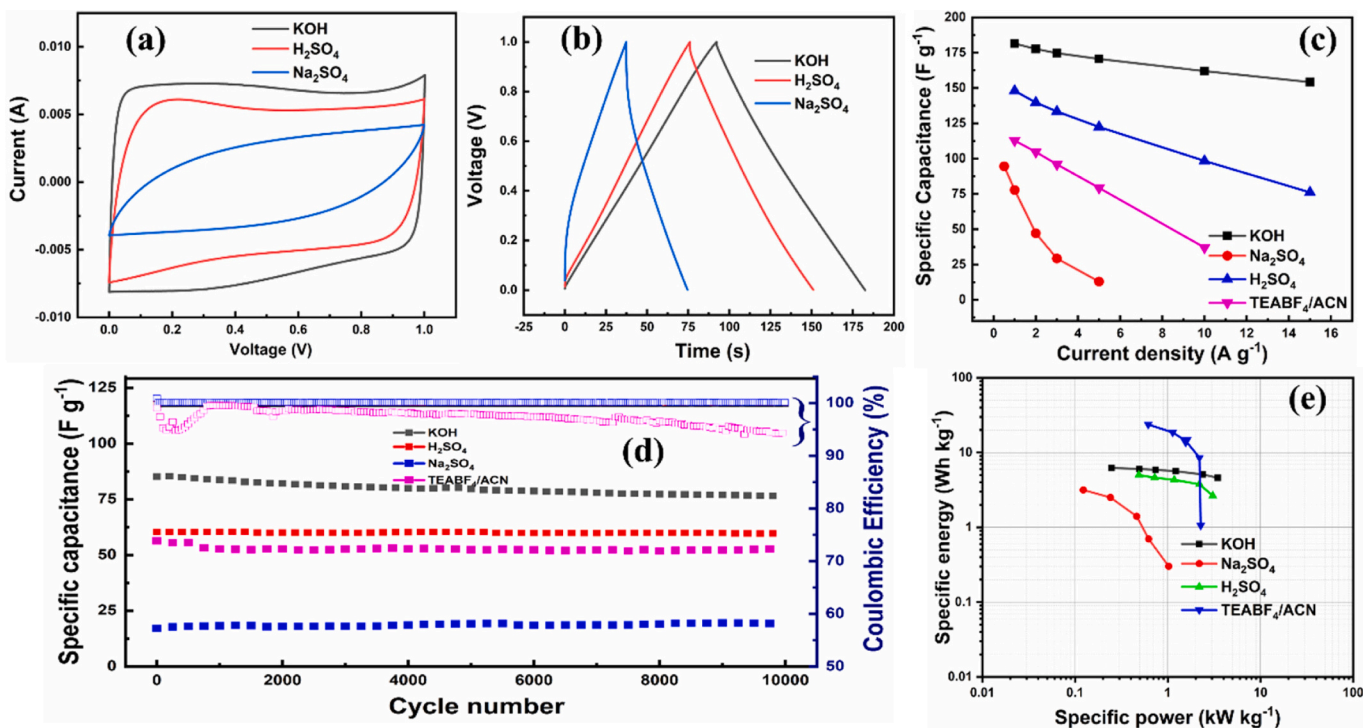 (a)
KOH
H₂SO₄
Na₂SO₄
0.010
0.005
0.000
-0.005
-0.010
Current (A)
0.0 0.2 0.4 0.6 0.8 1.0
Voltage (V)
(b)
KOH
H₂SO₄
Na₂SO₄
1.0
0.8
0.6
0.4
0.2
0.0
Voltage (V)
-25 0 25 50 75 100 125 150 175 200
Time (s)
(c)
200
175
150
125
100
75
50
25
0
Specific Capacitance (F g⁻¹)
KOH
Na₂SO₄
H₂SO₄
TEABF₄/ACN
0 2 4 6 8 10 12 14 16
Current density (A g⁻¹)
(d)
125
100
75
50
25
0
Specific capacitance (F g⁻¹)
KOH
H₂SO₄
Na₂SO₄
TEABF₄/ACN
100
90
80
70
60
50
Coulombic Efficiency (%)
0 2000 4000 6000 8000 10000
Cycle number
(e)
100
10
1
0.1
0.01
Specific energy (Wh kg⁻¹)
KOH
Na₂SO₄
H₂SO₄
TEABF₄/ACN
0.01 0.1 1 10 100
Specific power (kW kg⁻¹)